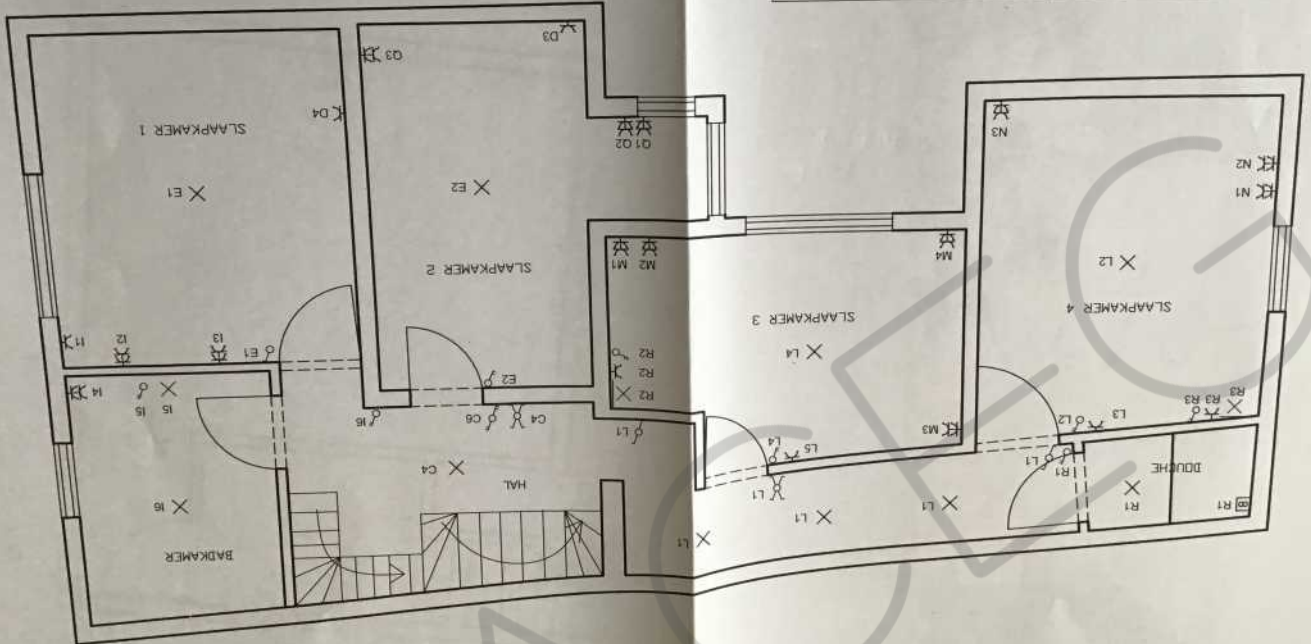 DOUCHE
R1
R1
R1
L1
L1
L1
L1
L1
L1
HAL
C4
C4
C6
I6
BADKAMER
I6
I5
I5
I4
R3
R3
R3
L3
L2
SLAAPKAMER 4
L2
N1
N2
N3
L5
L4
M3
SLAAPKAMER 3
L4
M4
R2
R2
R2
M2
M1
E2
SLAAPKAMER 2
E2
Q1
Q2
Q3
D3
E1
I3
I2
I1
SLAAPKAMER 1
E1
D4